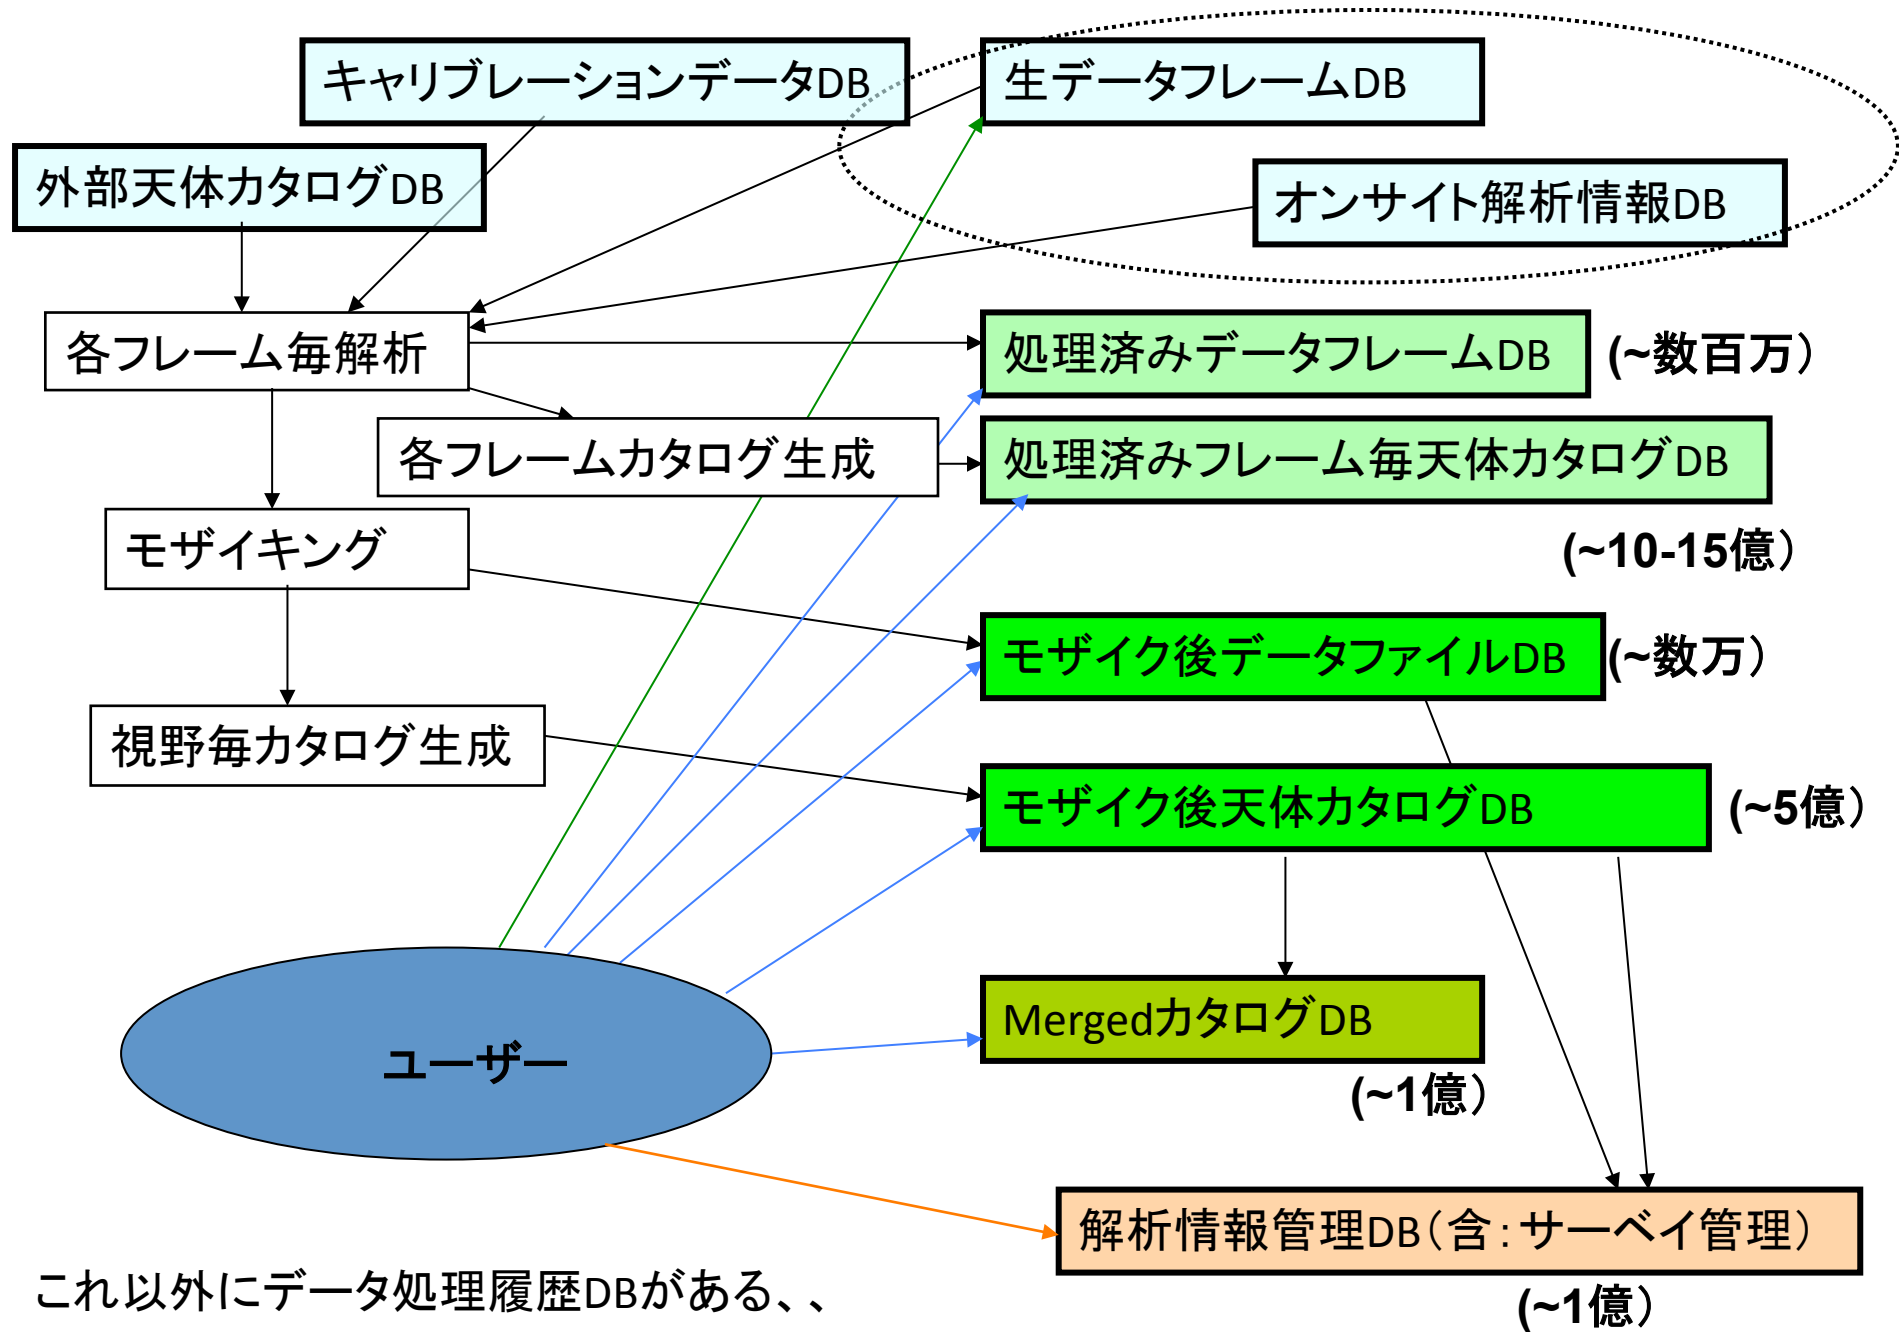 キャリブレーションデータDB
生データフレームDB
外部天体カタログDB
オンサイト解析情報DB
各フレーム毎解析
処理済みデータフレームDB
(~数百万）
各フレームカタログ生成
処理済みフレーム毎天体カタログDB
(~10-15億）
モザイキング
モザイク後データファイルDB
(~数万）
視野毎カタログ生成
モザイク後天体カタログDB
(~5億）
MergedカタログDB
(~1億）
ユーザー
解析情報管理DB（含：サーベイ管理）
(~1億）
これ以外にデータ処理履歴DBがある、、